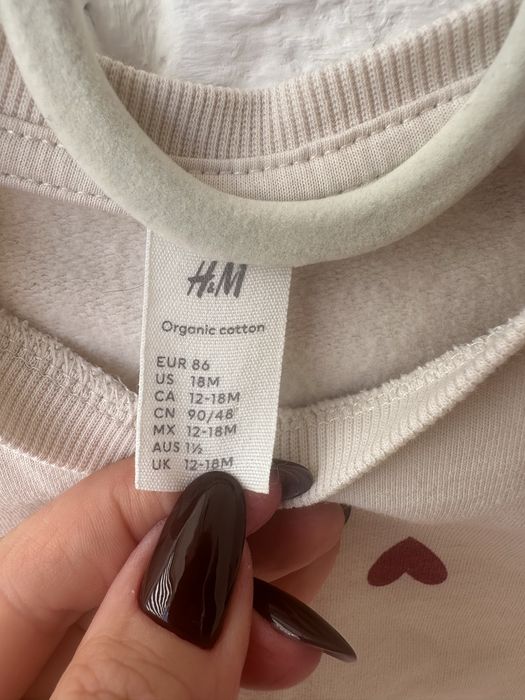 H&M
Organic cotton
EUR 86
US 18M
CA 12-18M
CN 90/48
MX 12-18M
AUS 1½
UK 12-18M